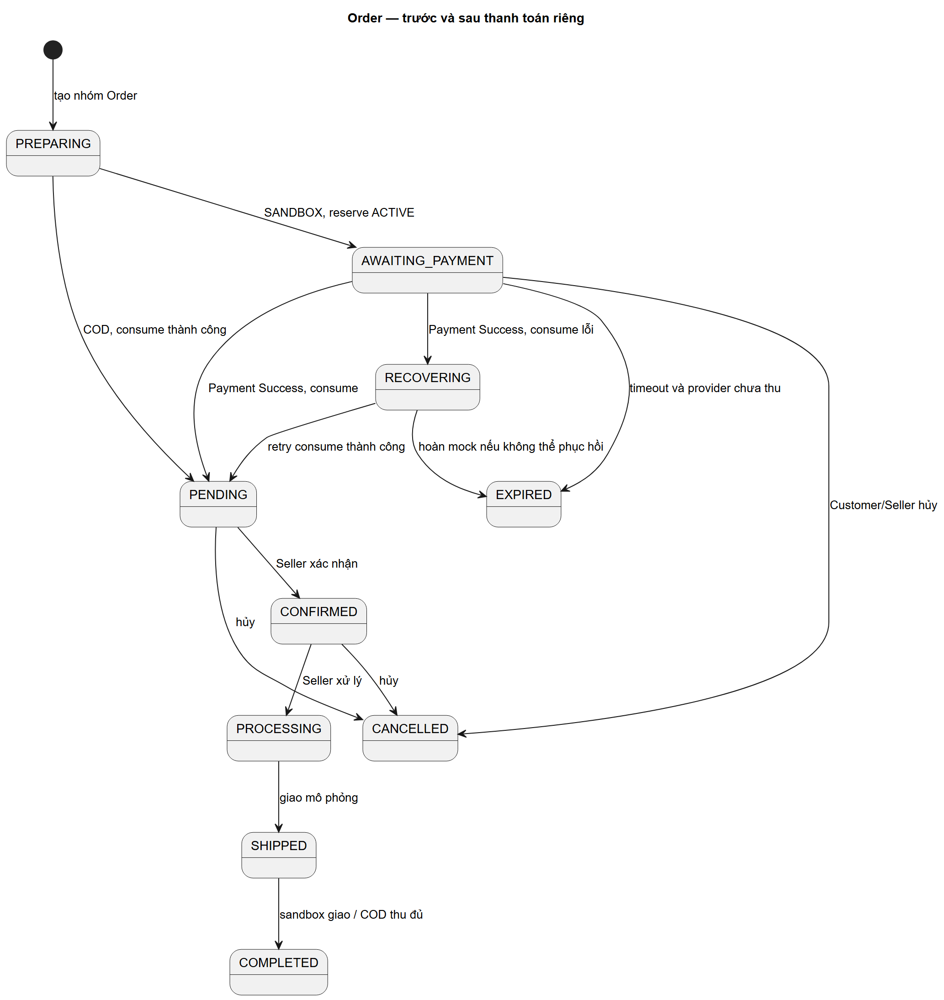 Order — trước và sau thanh toán riêng
tạo nhóm Order
PREPARING
SANDBOX, reserve ACTIVE
AWAITING_PAYMENT
COD, consume thành công
Payment Success, consume lỗi
RECOVERING
Payment Success, consume
timeout và provider chưa thu
retry consume thành công
hoàn mock nếu không thể phục hồi
PENDING
EXPIRED
Customer/Seller hủy
Seller xác nhận
CONFIRMED
hủy
Seller xử lý
hủy
PROCESSING
CANCELLED
giao mô phỏng
SHIPPED
sandbox giao / COD thu đủ
COMPLETED